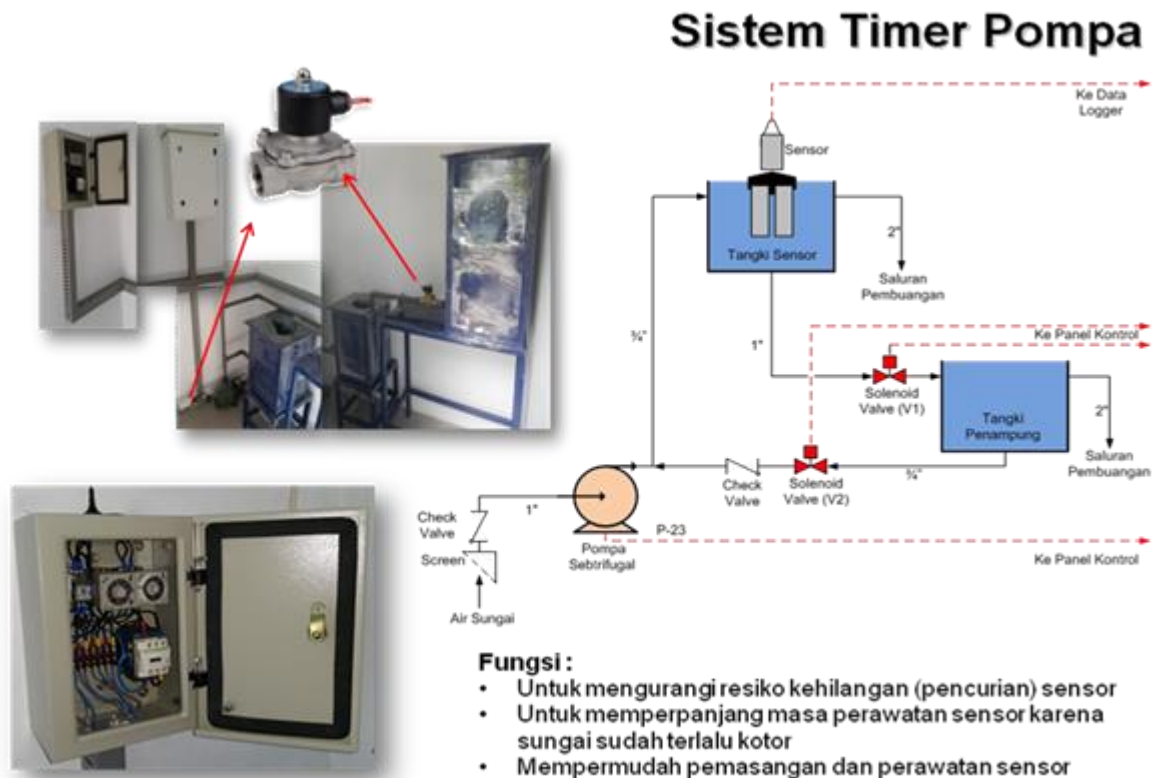 Sistem Timer Pompa
Ke Data
Logger
Sensor
Tangki Sensor
2"
Saluran
Pembuangan
¾"
1"
Ke Panel Kontrol
Solenoid
Valve (V1)
Tangki
Penampung
2"
Saluran
Pembuangan
Check
Valve
Solenoid
Valve (V2)
¾"
Check
Valve
1"
Screen
Air Sungai
Pompa
Sebtrifugal
P-23
Ke Panel Kontrol
Fungsi :
• Untuk mengurangi resiko kehilangan (pencurian) sensor
• Untuk memperpanjang masa perawatan sensor karena
sungai sudah terlalu kotor
• Mempermudah pemasangan dan perawatan sensor